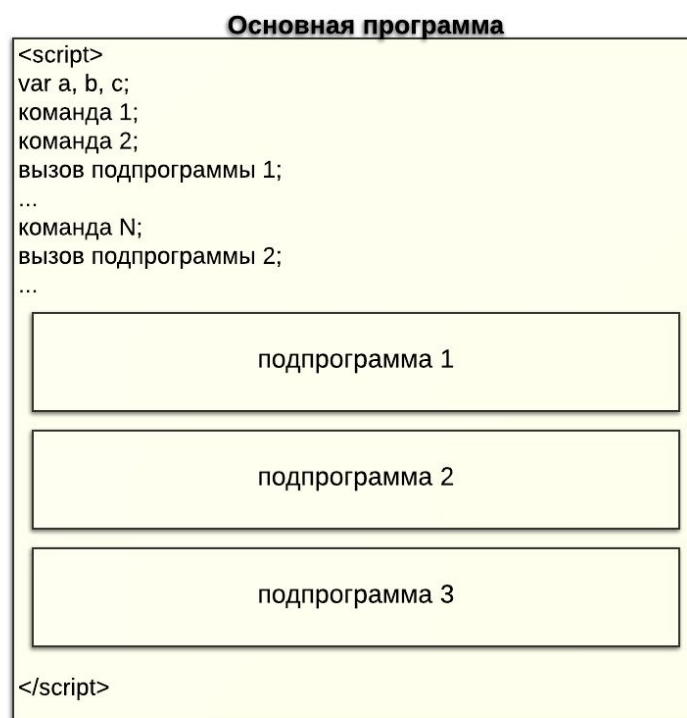 Основная программа
<script>
var a, b, c;
команда 1;
команда 2;
вызов подпрограммы 1;
...
команда N;
вызов подпрограммы 2;
...
подпрограмма 1
подпрограмма 2
подпрограмма 3
</script>